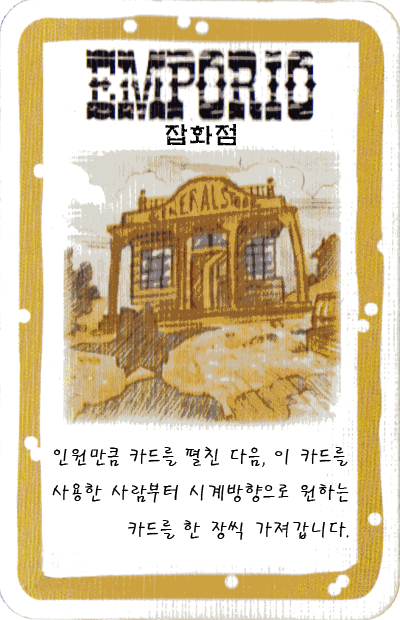 EMPORIO
잡화점
GENERAL STORE
인원만큼 카드를 펼친 다음, 이 카드를
사용한 사람부터 시계방향으로 원하는
카드를 한 장씩 가져갑니다.